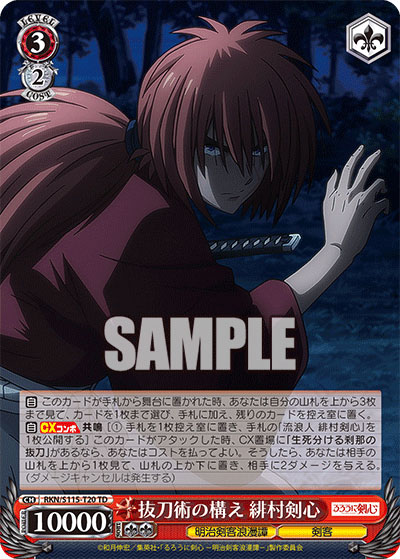 LEVEL
3
2
COST
SAMPLE
自 このカードが手札から舞台に置かれた時、あなたは自分の山札を上から3枚
まで見て、カードを1枚まで選び、手札に加え、残りのカードを控え室に置く。
自 CXコンボ 共鳴 [① 手札を1枚控え室に置き、手札の「流浪人 緋村剣心」を
1枚公開する] このカードがアタックした時、CX置場に「生死分ける刹那の
抜刀」があるなら、あなたはコストを払ってよい。そうしたら、あなたは相手の
山札を上から1枚見て、山札の上か下に置き、相手に2ダメージを与える。
(ダメージキャンセルは発生する)
RKN/S115-T20 TD
抜刀術の構え 緋村剣心
るろうに剣心
10000
明治剣客浪漫譚
剣客
©和月伸宏／集英社・「るろうに剣心 －明治剣客浪漫譚－」製作委員会